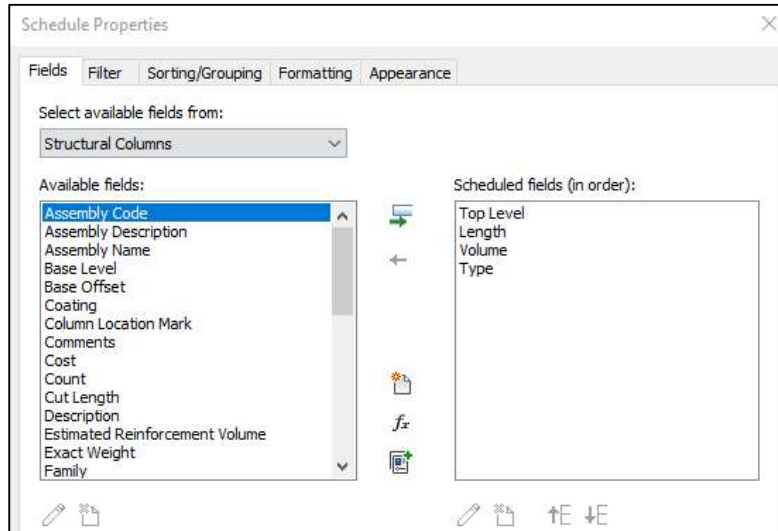 Schedule Properties
Fields Filter Sorting/Grouping Formatting Appearance
Select available fields from:
Structural Columns
Available fields:
Assembly Code
Assembly Description
Assembly Name
Base Level
Base Offset
Coating
Column Location Mark
Comments
Cost
Count
Cut Length
Description
Estimated Reinforcement Volume
Exact Weight
Family
fx
Scheduled fields (in order):
Top Level
Length
Volume
Type